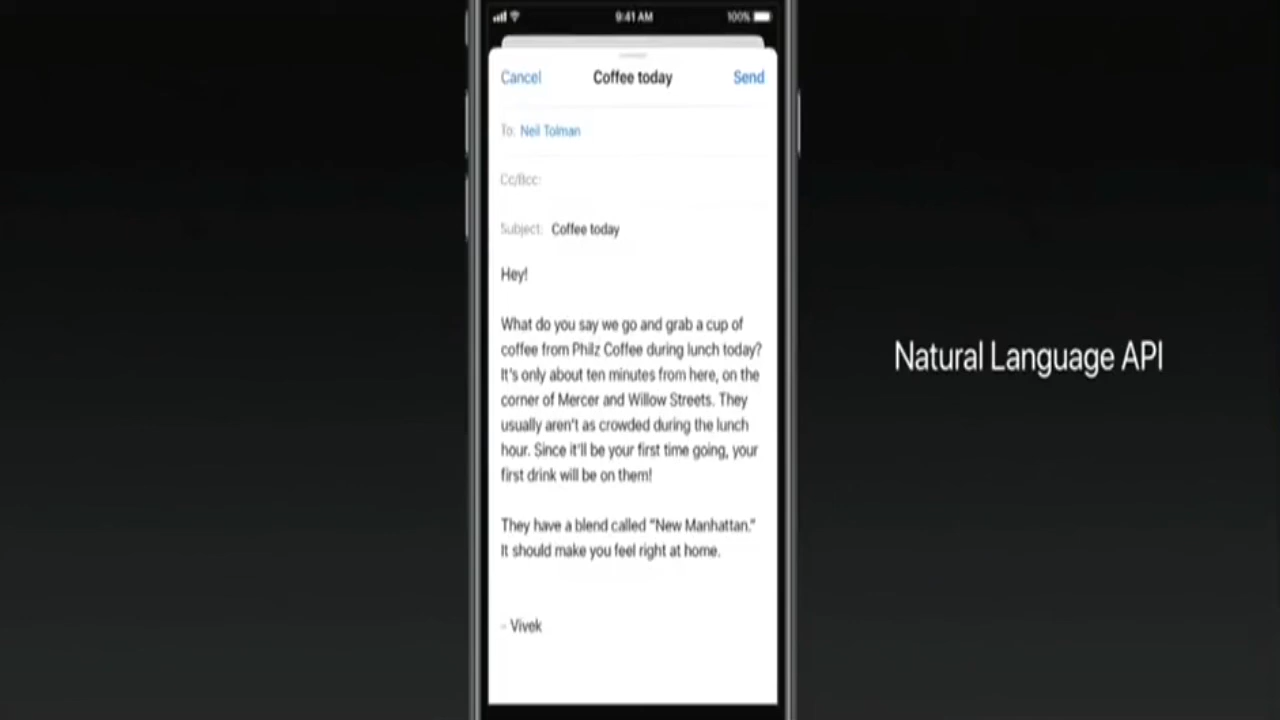 9:41 AM 100%
Cancel Coffee today Send
To: Neil Tolman
Cc/Bcc:
Subject: Coffee today
Hey!
What do you say we go and grab a cup of
coffee from Philz Coffee during lunch today?
It's only about ten minutes from here, on the
corner of Mercer and Willow Streets. They
usually aren't as crowded during the lunch
hour. Since it'll be your first time going, your
first drink will be on them!
They have a blend called "New Manhattan."
It should make you feel right at home.
- Vivek
Natural Language API